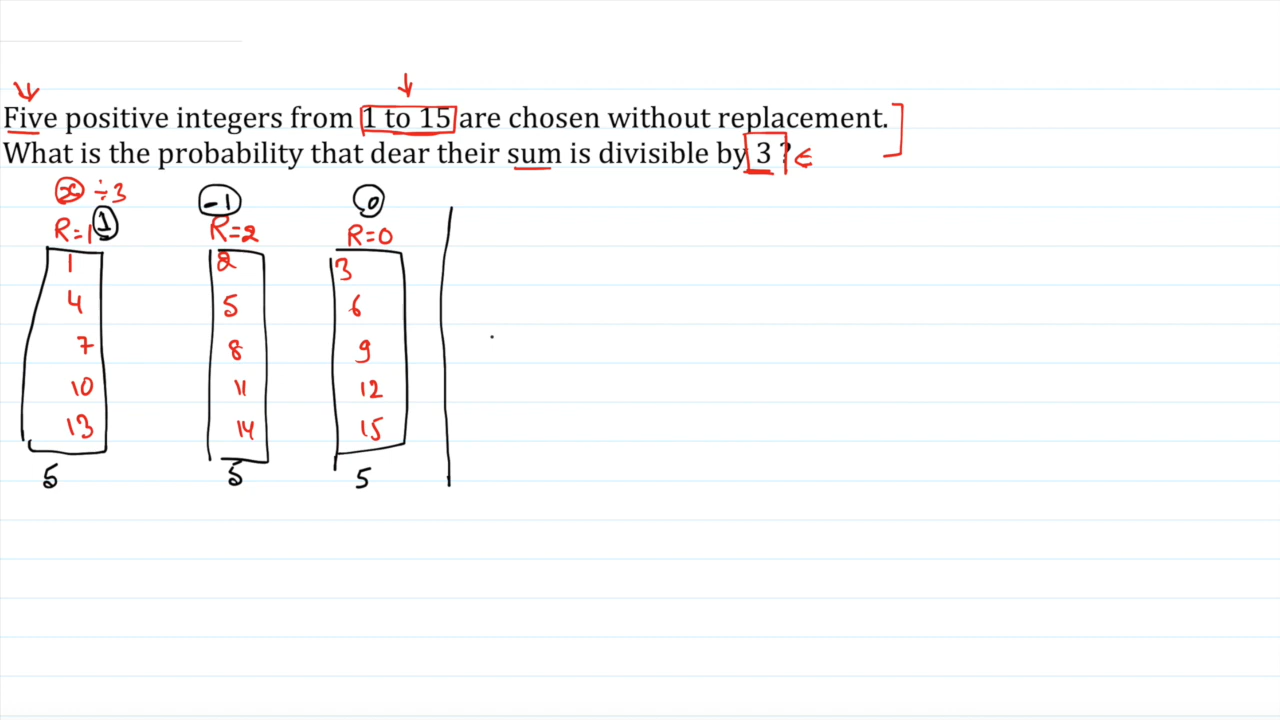 Five positive integers from 1 to 15 are chosen without replacement.
What is the probability that dear their sum is divisible by 3 ?
x ÷3 -1 0
R=1 1 R=2 R=0
1 2 3
4 5 6
7 8 9
10 11 12
13 14 15
5 5 5